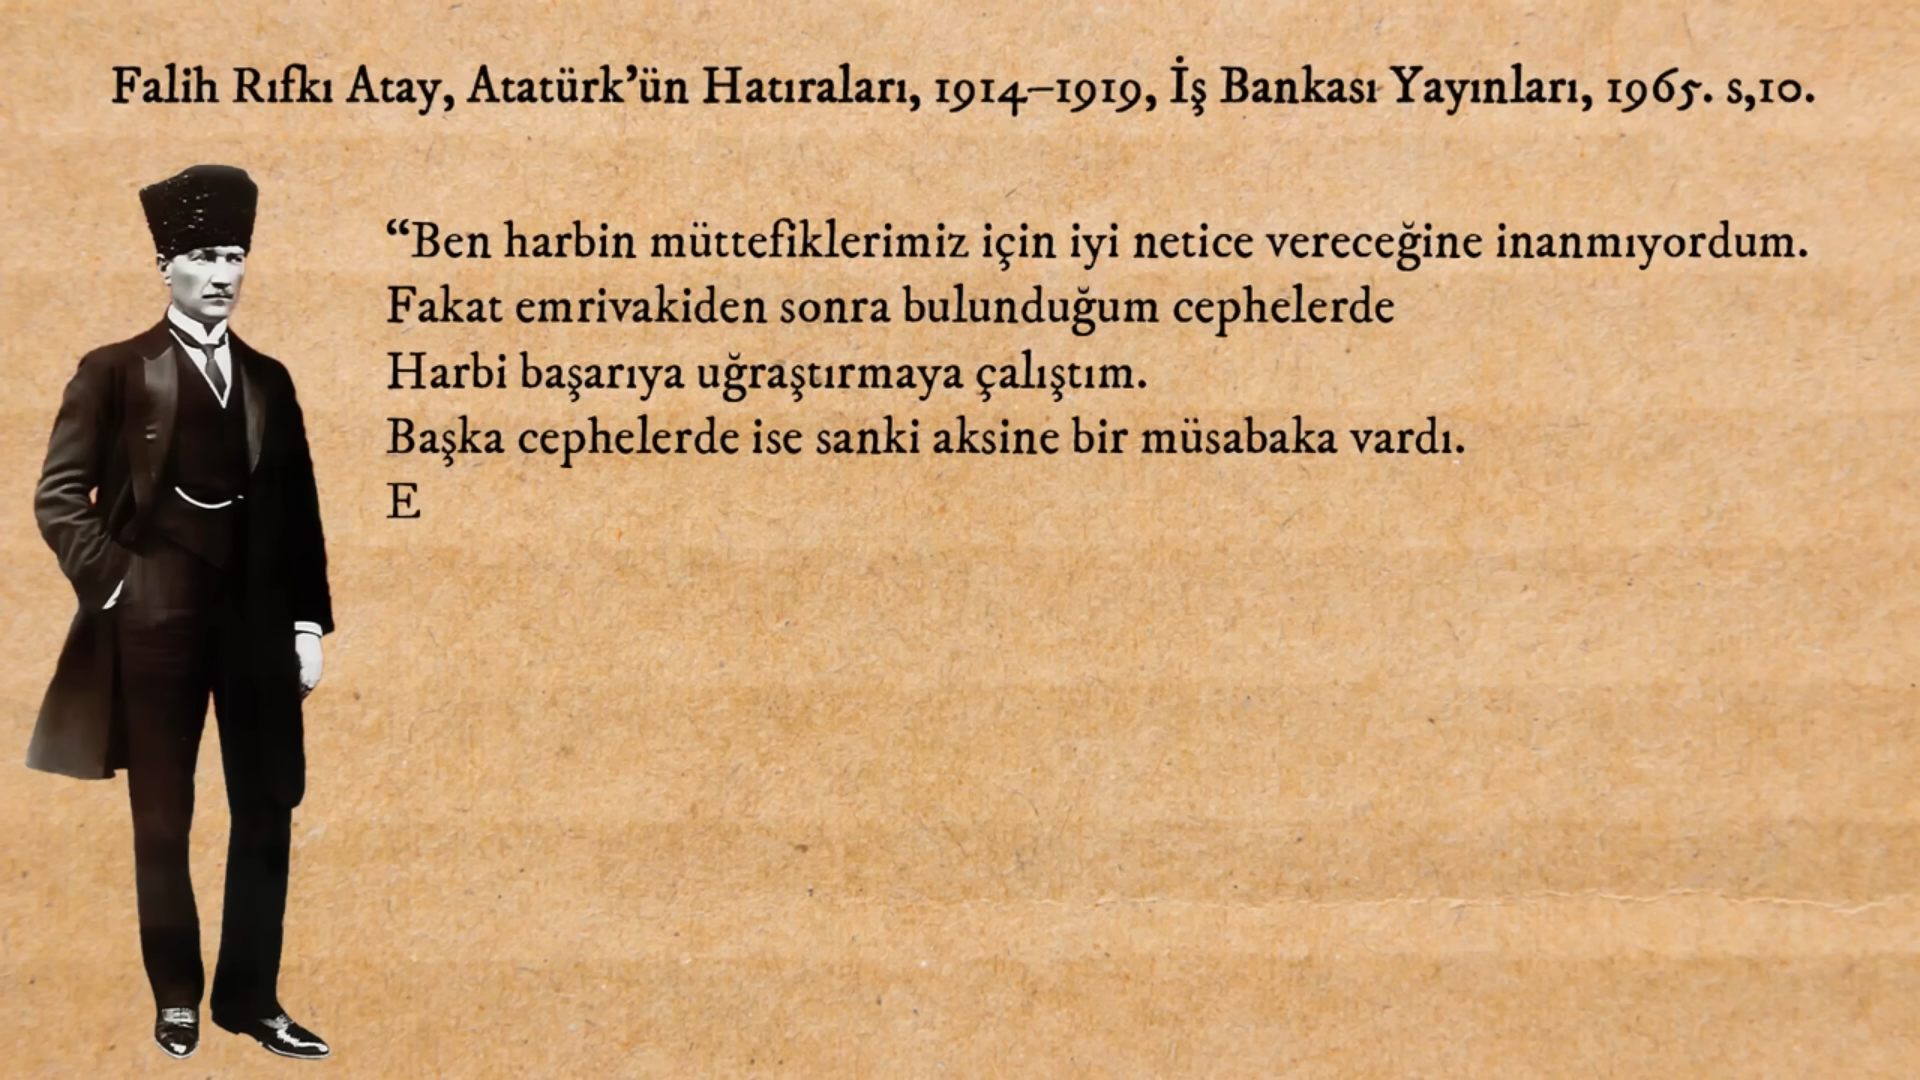 Falih Rıfkı Atay, Atatürk’ün Hatıraları, 1914–1919, İş Bankası Yayınları, 1965. s,10.
“Ben harbin müttefiklerimiz için iyi netice vereceğine inanmıyordum.
Fakat emrivakiden sonra bulunduğum cephelerde
Harbi başarıya uğraştırmaya çalıştım.
Başka cephelerde ise sanki aksine bir müsabaka vardı.
E